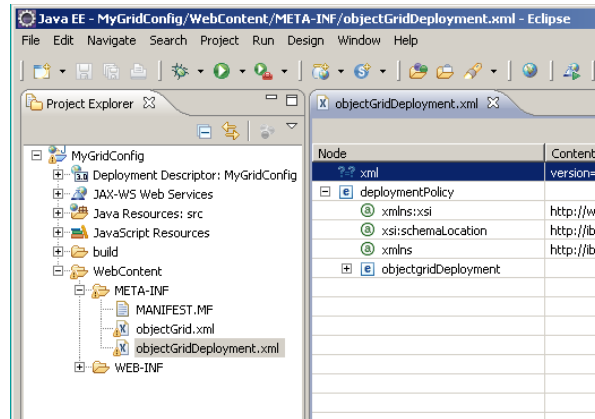 Java EE - MyGridConfig/WebContent/META-INF/objectGridDeployment.xml - Eclipse
File Edit Navigate Search Project Run Design Window Help
Project Explorer
objectGridDeployment.xml
MyGridConfig
Deployment Descriptor: MyGridConfig
JAX-WS Web Services
Java Resources: src
JavaScript Resources
build
WebContent
META-INF
MANIFEST.MF
objectGrid.xml
objectGridDeployment.xml
WEB-INF
Node Content
?-? xml version=
e deploymentPolicy
a xmlns:xsi http://w
a xsi:schemaLocation http://ib
a xmlns http://ib
e objectgridDeployment